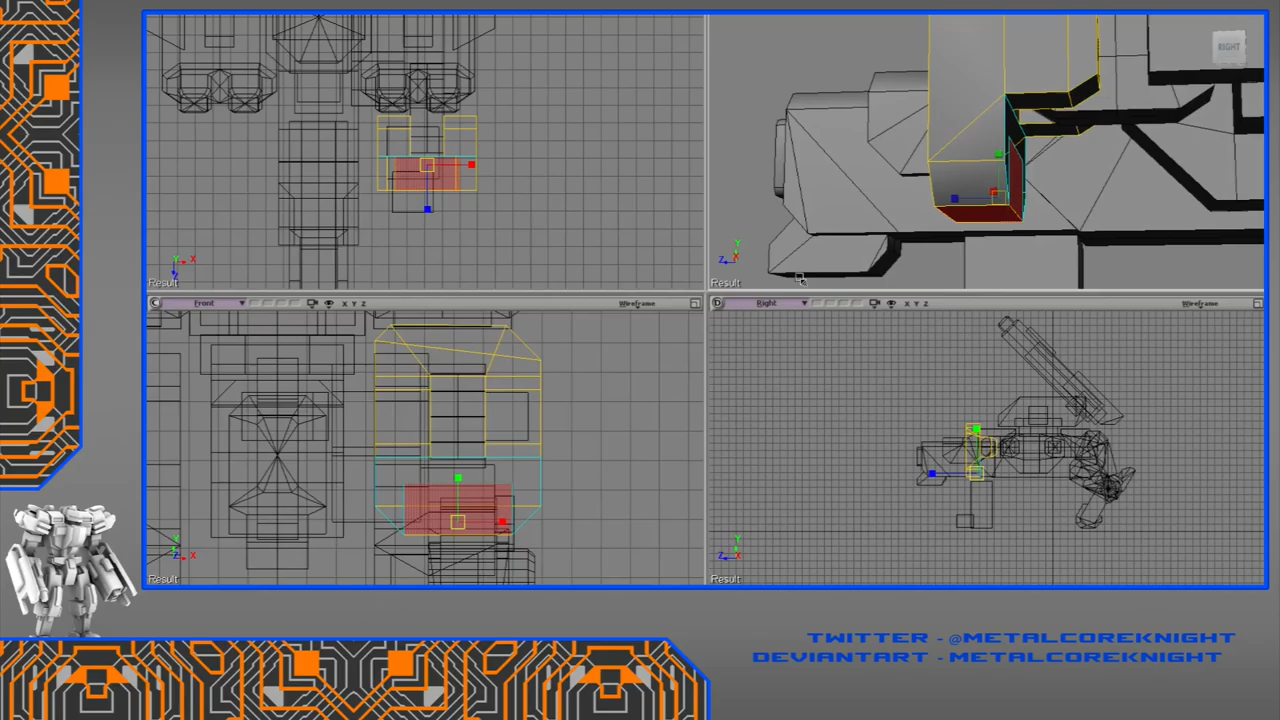 RIGHT
Y X
Z
Result
Y
Z X
Result
C Front X Y Z Wireframe
D Right X Y Z Wireframe
Y
Z X
Result
Y
Z X
Result
TWITTER - @METALCOREKNIGHT
DEVIANTART - METALCOREKNIGHT